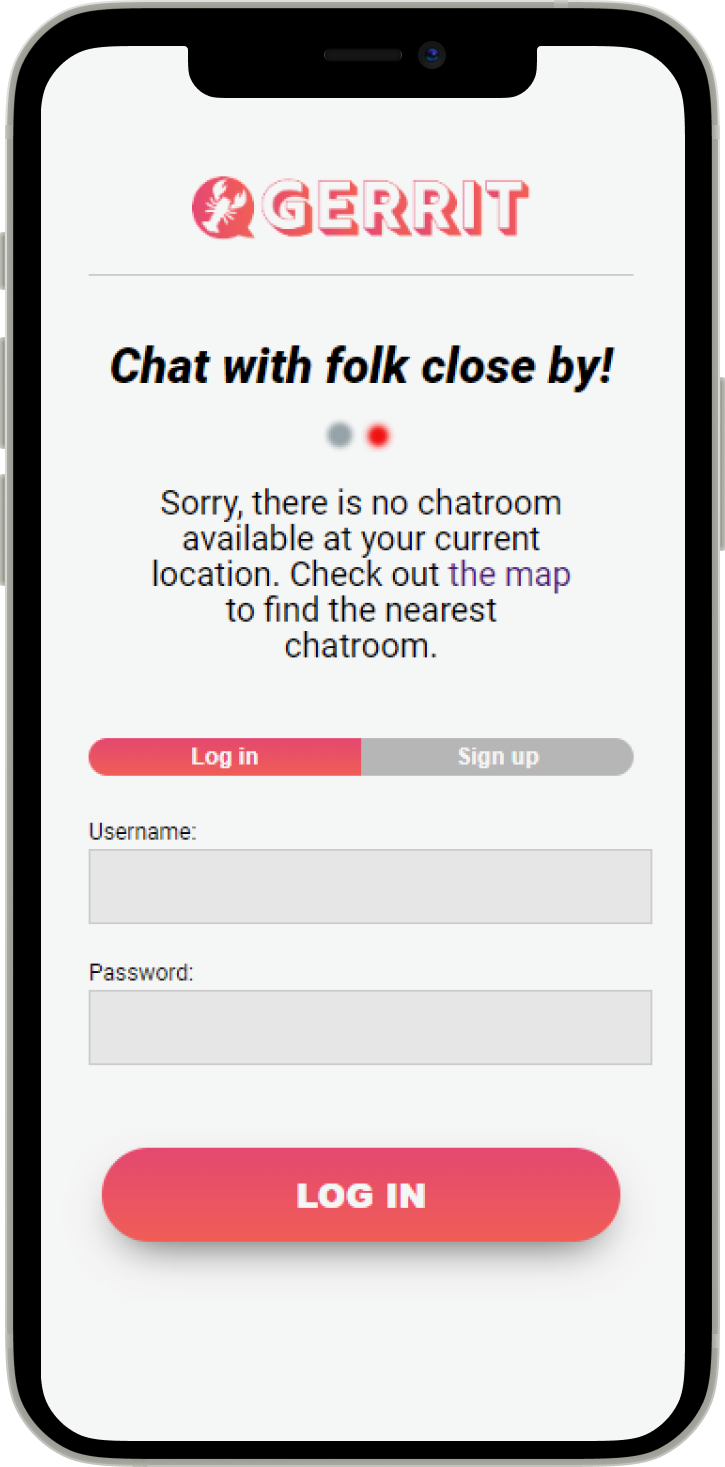 GERRIT
Chat with folk close by!
Sorry, there is no chatroom
available at your current
location. Check out the map
to find the nearest
chatroom.
Log in Sign up
Username:
Password:
LOG IN